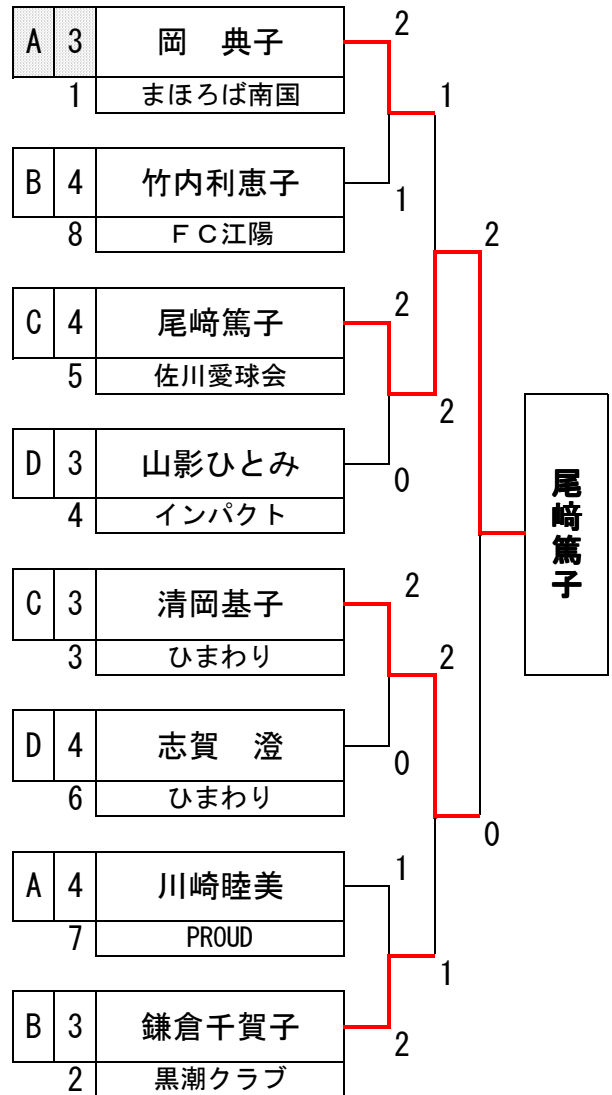 A 3 岡　典子 2
1 まほろば南国 1
B 4 竹内利恵子 1
8 ＦＣ江陽 2
C 4 尾﨑篤子 2
5 佐川愛球会 2
D 3 山影ひとみ 0
4 インパクト
尾﨑篤子
C 3 清岡基子 2
3 ひまわり 2
D 4 志賀　澄 0
6 ひまわり 0
A 4 川崎睦美 1
7 PROUD 1
B 3 鎌倉千賀子 2
2 黒潮クラブ